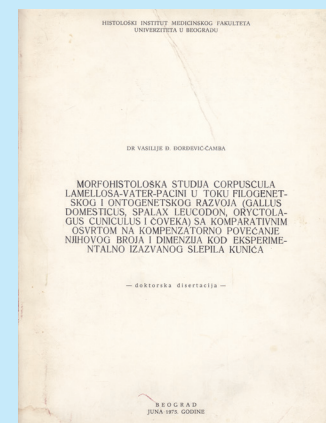 HISTOLOSKI INSTITUT MEDICINSKOG FAKULTETA
UNIVERZITETA U BEOGRADU
DR VASILIJE Đ. ĐORĐEVIĆ-ČAMBA
MORFOHISTOLOŠKA STUDIJA CORPUSCULA
LAMELLOSA-VATER-PACINI U TOKU FILOGENET-
SKOG I ONTOGENETSKOG RAZVOJA (GALLUS
DOMESTICUS, SPALAX LEUCODON, ORYCTOLA-
GUS CUNICULUS I ČOVEKA) SA KOMPARATIVNIM
OSVRTOM NA KOMPENZATORNO POVEĆANJE
NJIHOVOG BROJA I DIMENZIJA KOD EKSPERIME-
NTALNO IZAZVANOG SLEPILA KUNIĆA
— doktorska disertacija —
BEOGRAD
JUNA 1975. GODINE